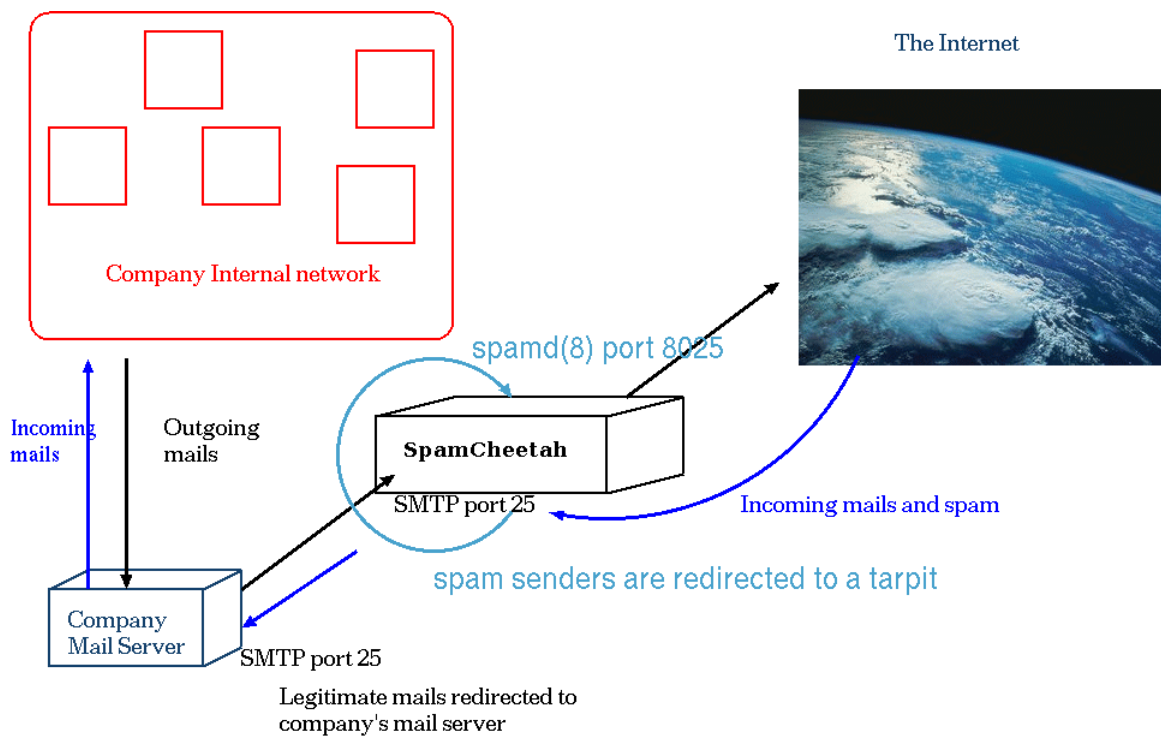 The Internet
Company Internal network
spamd(8) port 8025
Incoming
mails
Outgoing
mails
SpamCheetah
SMTP port 25
Incoming mails and spam
spam senders are redirected to a tarpit
Company
Mail Server
SMTP port 25
Legitimate mails redirected to
company's mail server